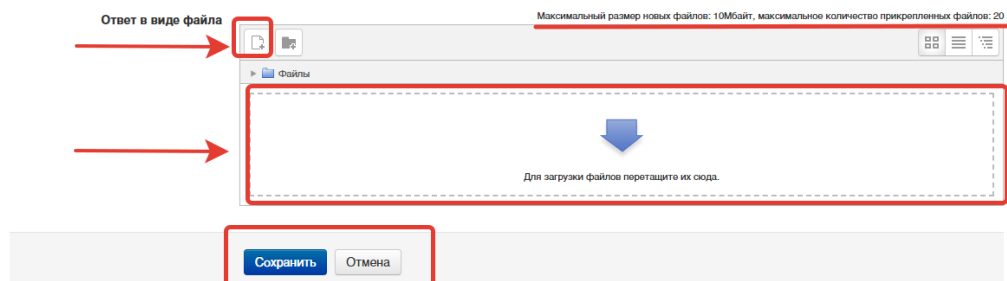 Ответ в виде файла
Максимальный размер новых файлов: 10Мбайт, максимальное количество прикрепленных файлов: 20
Файлы
Для загрузки файлов перетащите их сюда.
Сохранить Отмена